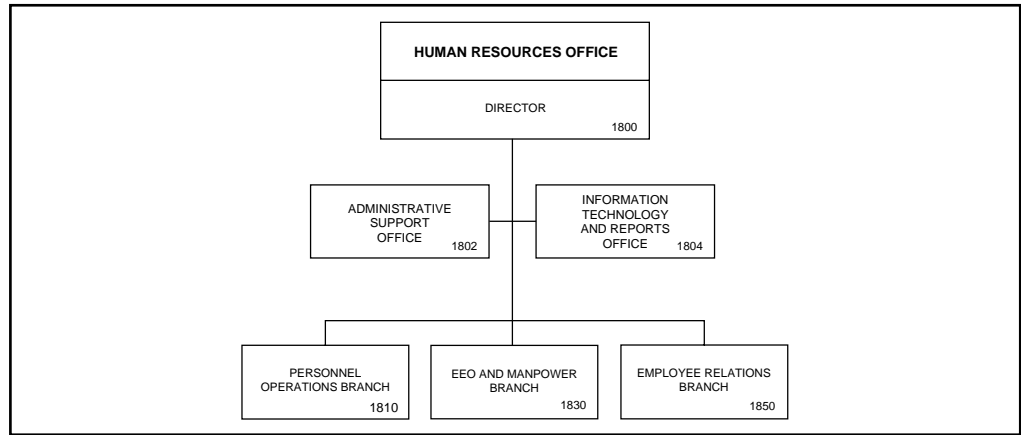 HUMAN RESOURCES OFFICE
DIRECTOR
1800
ADMINISTRATIVE
SUPPORT
OFFICE
1802
INFORMATION
TECHNOLOGY
AND REPORTS
OFFICE
1804
PERSONNEL
OPERATIONS BRANCH
1810
EEO AND MANPOWER
BRANCH
1830
EMPLOYEE RELATIONS
BRANCH
1850